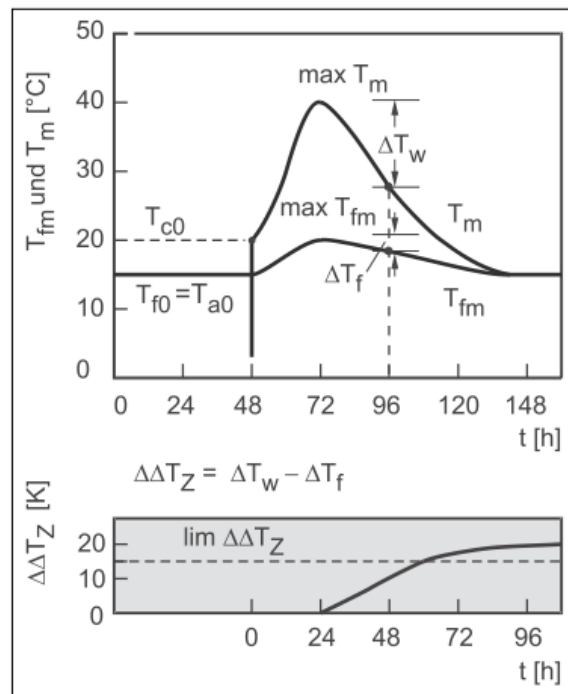 T_fm und T_m [°C]
50
40
30
20
10
0
max T_m
ΔT_w
T_c0
max T_fm
T_m
T_f0 = T_a0
ΔT_f
T_fm
0 24 48 72 96 120 148
t [h]
ΔΔT_Z = ΔT_w − ΔT_f
ΔΔT_Z [K]
lim ΔΔT_Z
20
10
0
0 24 48 72 96
t [h]